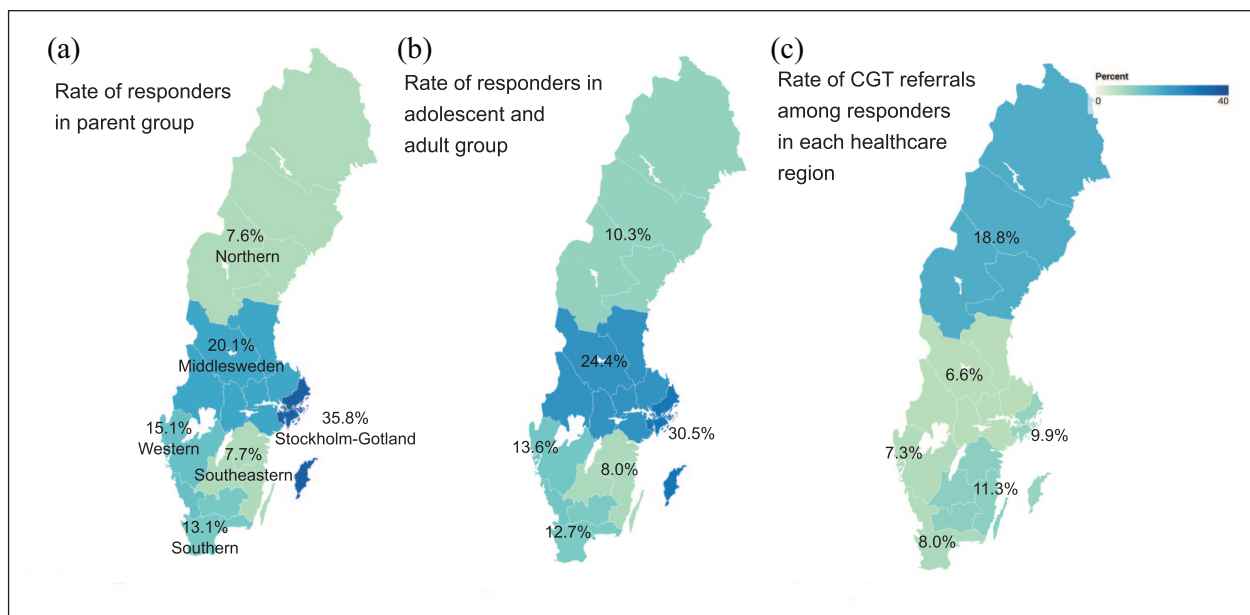 (a)
Rate of responders
in parent group
7.6%
Northern
20.1%
Middlesweden
35.8%
Stockholm-Gotland
15.1%
Western
7.7%
Southeastern
13.1%
Southern
(b)
Rate of responders in
adolescent and
adult group
10.3%
24.4%
30.5%
13.6%
8.0%
12.7%
(c)
Rate of CGT referrals
among responders
in each healthcare
region
Percent
0 40
18.8%
6.6%
9.9%
7.3%
11.3%
8.0%